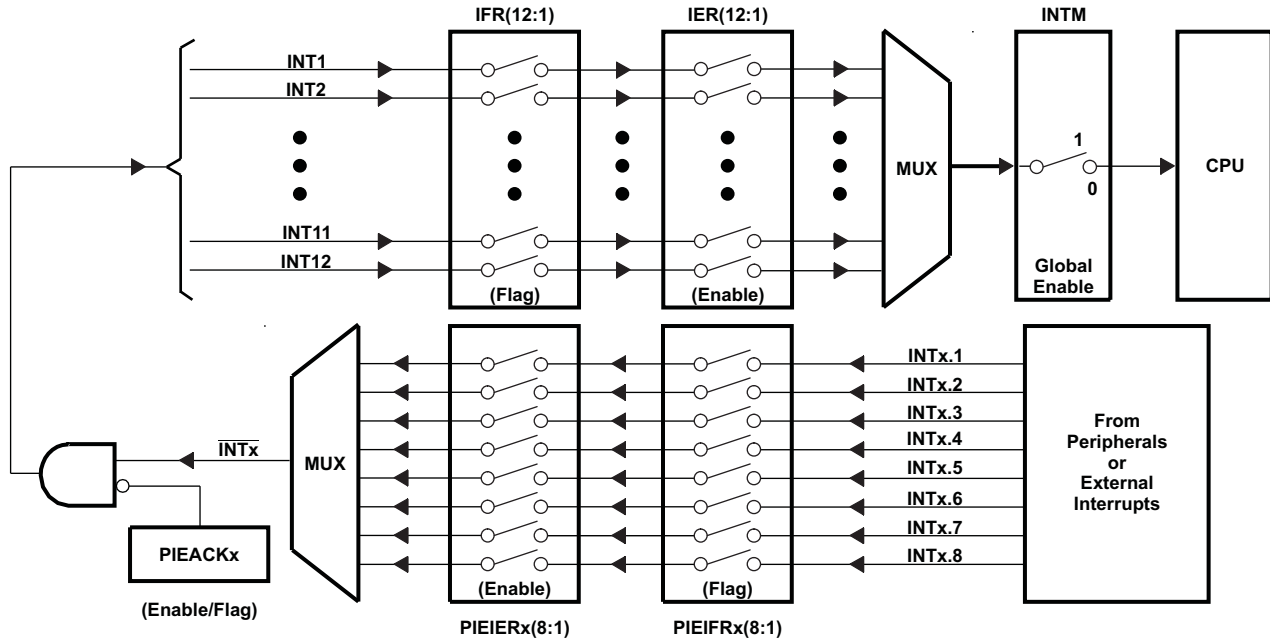 IFR(12:1)
IER(12:1)
INTM
INT1
INT2
1
MUX
CPU
0
INT11
INT12
Global
Enable
(Flag)
(Enable)
INTx.1
INTx.2
INTx.3
INTx.4
INTx.5
INTx.6
INTx.7
INTx.8
From
Peripherals
or
External
Interrupts
INTx
MUX
PIEACKx
(Enable)
(Flag)
(Enable/Flag)
PIEIERx(8:1)
PIEIFRx(8:1)